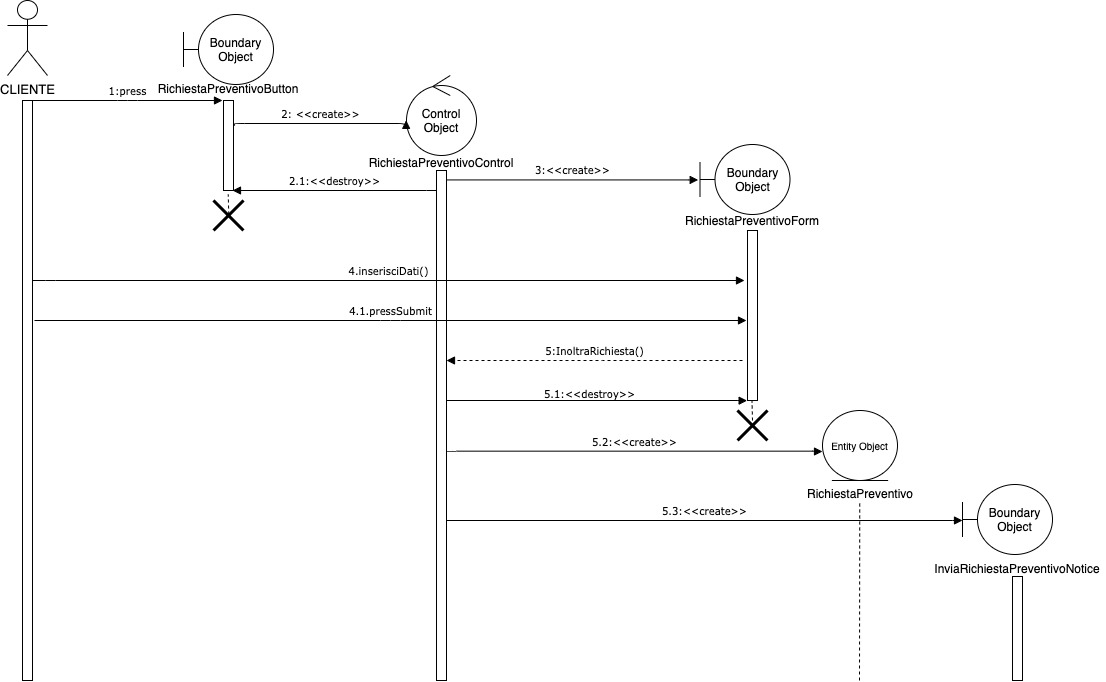 Boundary
Object
CLIENTE
RichiestaPreventivoButton
1:press
2: <<create>>
Control
Object
RichiestaPreventivoControl
2.1:<<destroy>>
3:<<create>>
Boundary
Object
RichiestaPreventivoForm
4.inserisciDati()
4.1.pressSubmit
5:InoltraRichiesta()
5.1:<<destroy>>
5.2:<<create>>
Entity Object
RichiestaPreventivo
5.3:<<create>>
Boundary
Object
InviaRichiestaPreventivoNotice